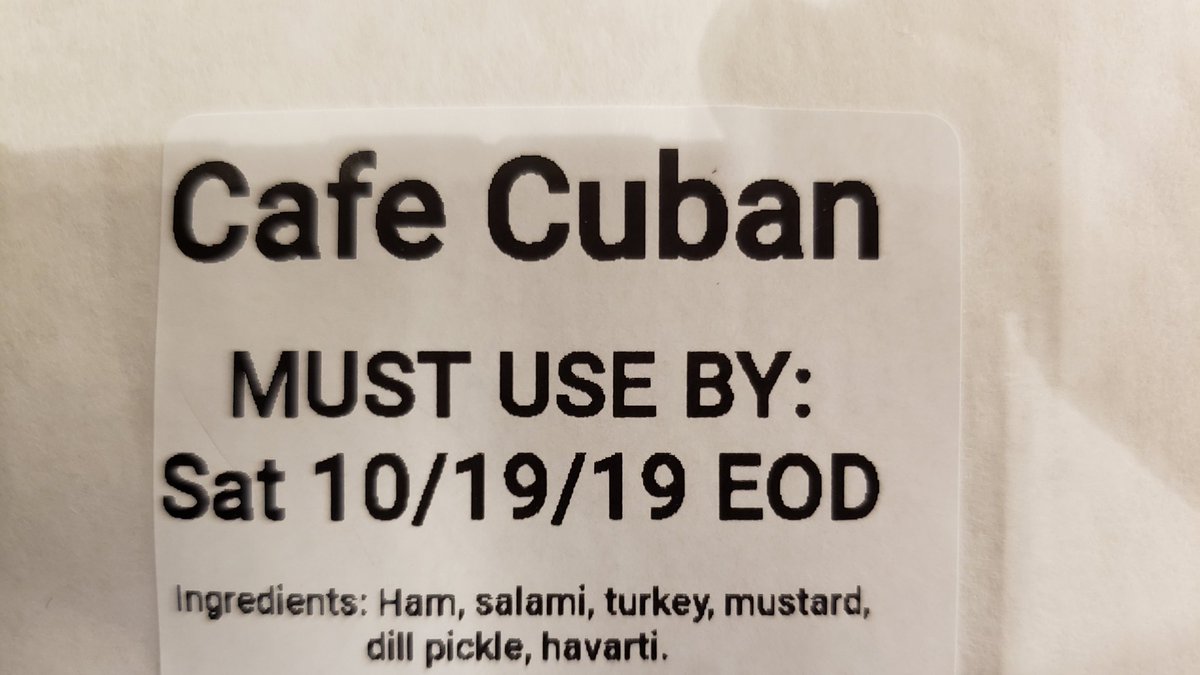 Cafe Cuban
MUST USE BY:
Sat 10/19/19 EOD
Ingredients: Ham, salami, turkey, mustard,
dill pickle, havarti.